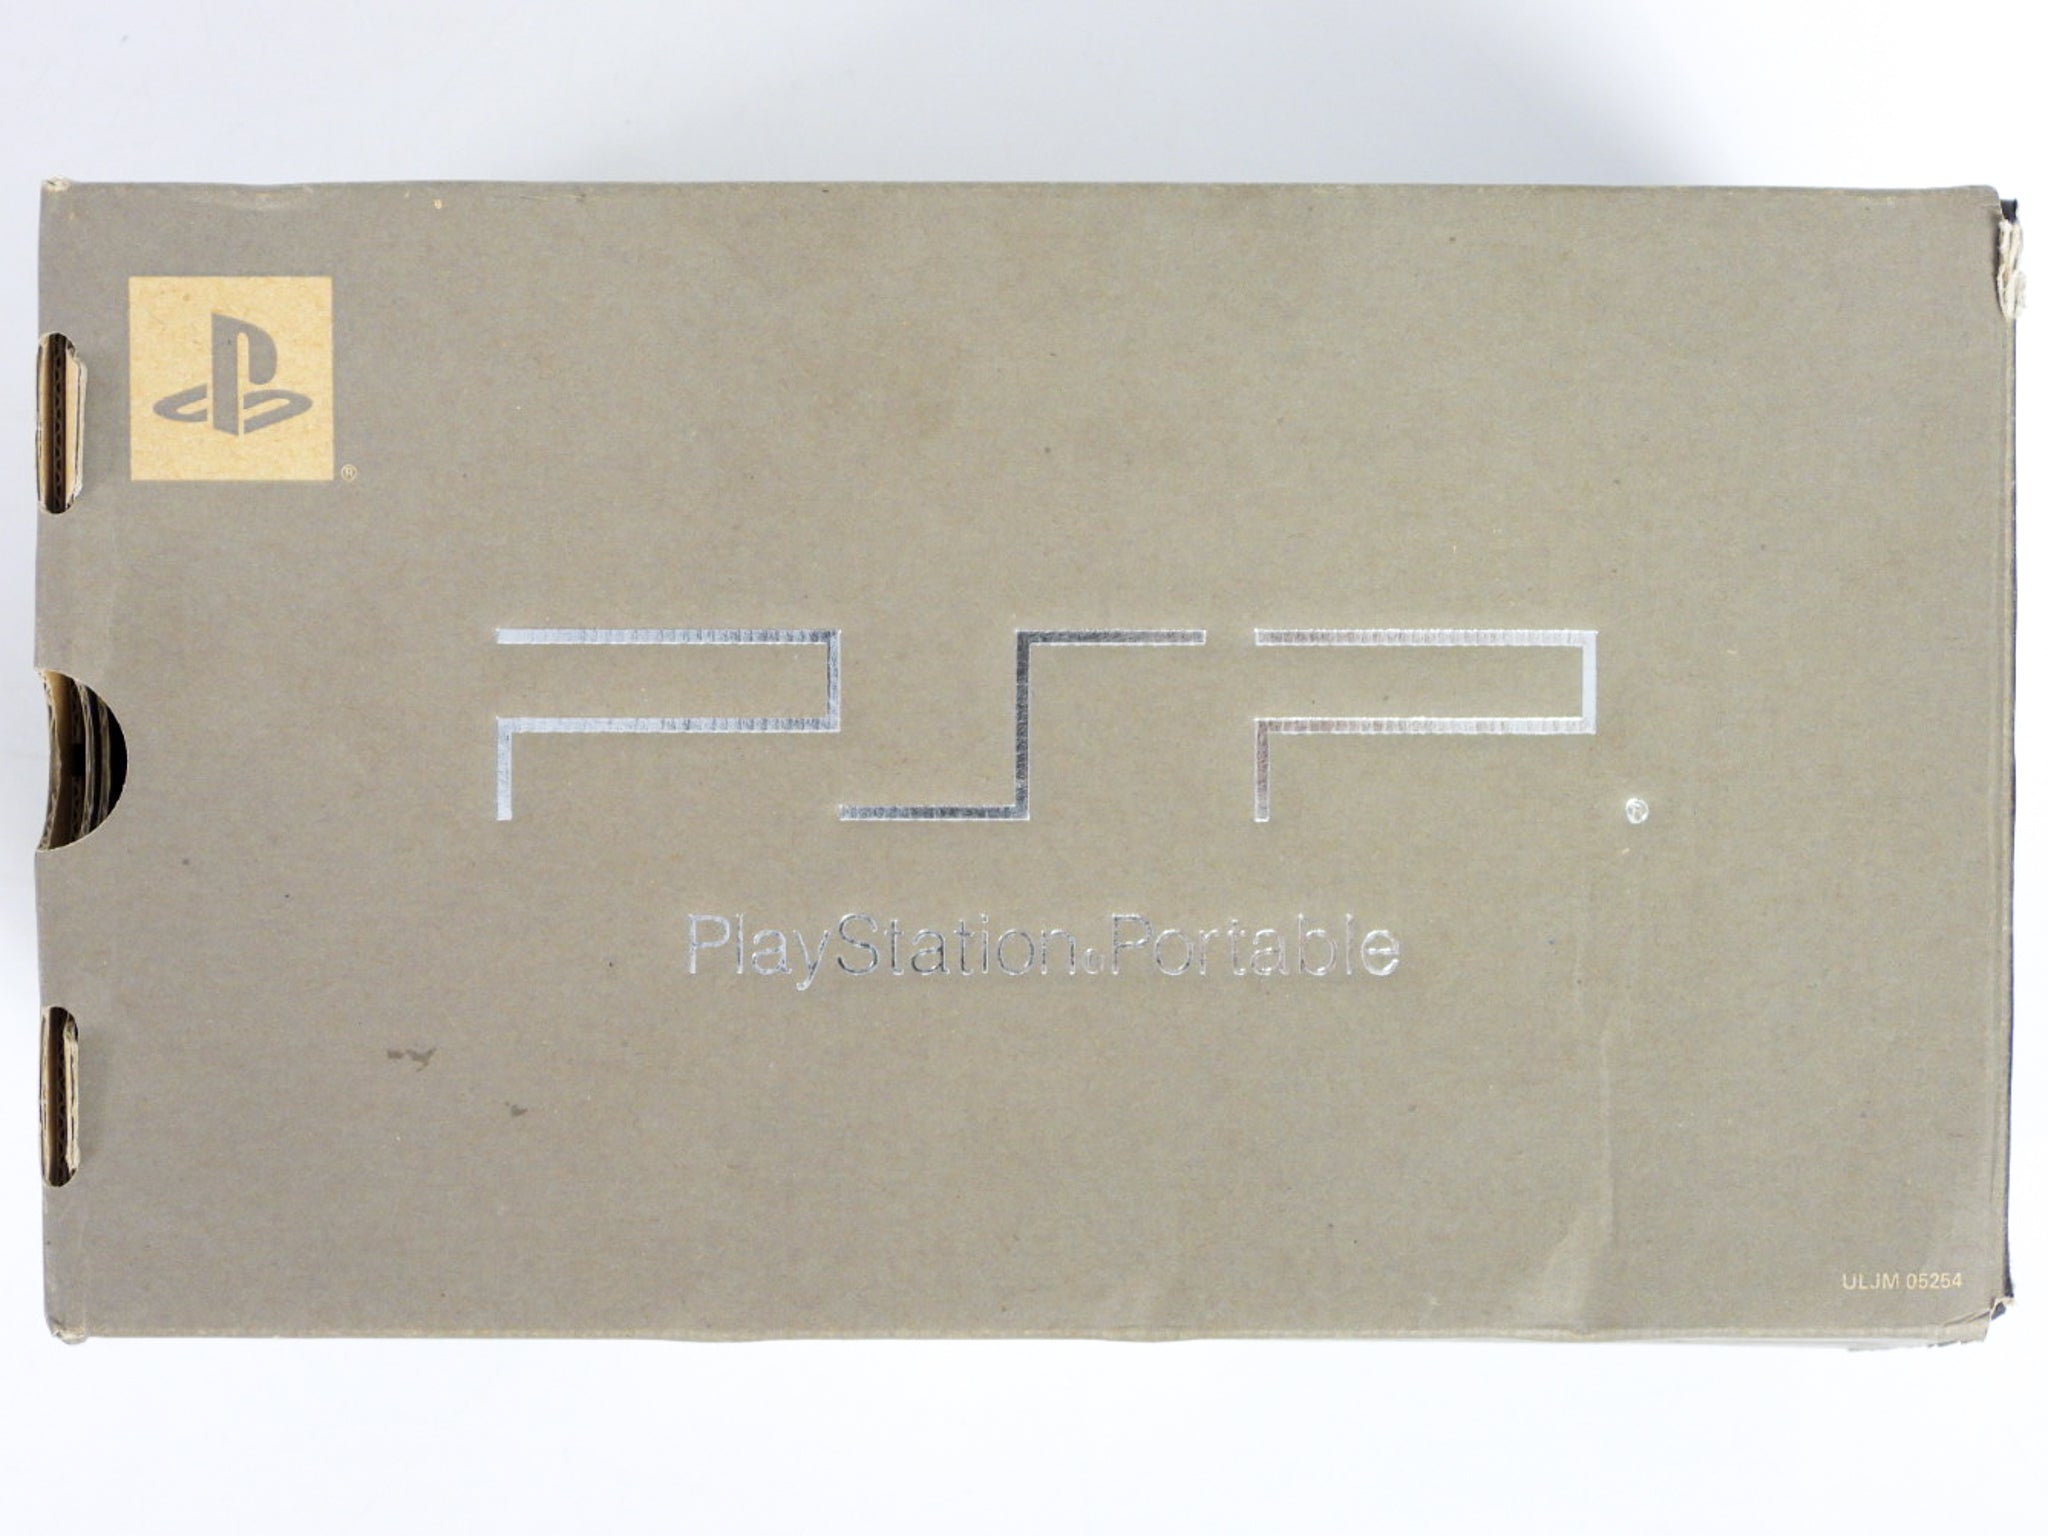 ®
PSP®
PlayStation®Portable
ULJM 05254